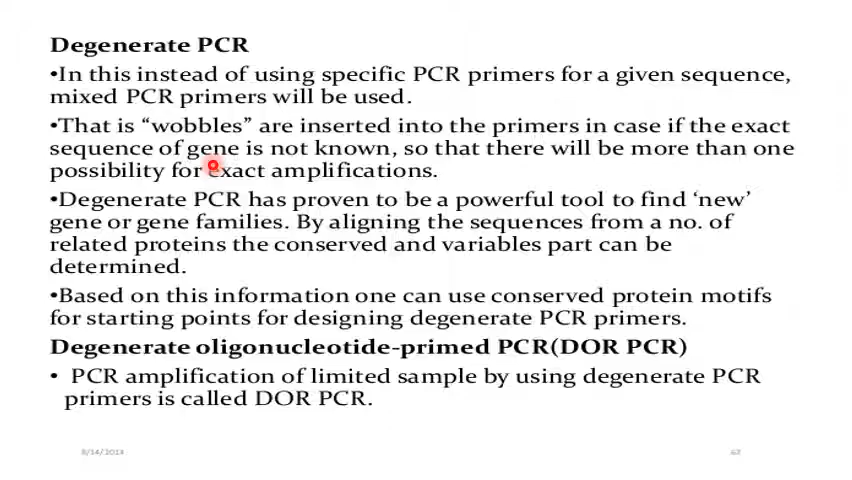 Degenerate PCR
•In this instead of using specific PCR primers for a given sequence,
mixed PCR primers will be used.
•That is “wobbles” are inserted into the primers in case if the exact
sequence of gene is not known, so that there will be more than one
possibility for exact amplifications.
•Degenerate PCR has proven to be a powerful tool to find ‘new’
gene or gene families. By aligning the sequences from a no. of
related proteins the conserved and variables part can be
determined.
•Based on this information one can use conserved protein motifs
for starting points for designing degenerate PCR primers.
Degenerate oligonucleotide-primed PCR(DOR PCR)
• PCR amplification of limited sample by using degenerate PCR
primers is called DOR PCR.
8/14/2014